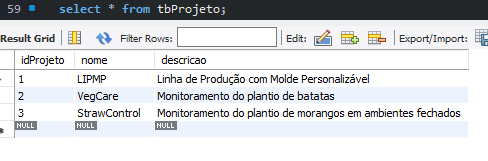 59 select * from tbProjeto;
Result Grid Filter Rows: Edit: Export/Import:
idProjeto nome descricao
1 LIPMP Linha de Produção com Molde Personalizável
2 VegCare Monitoramento do plantio de batatas
3 StrawControl Monitoramento do plantio de morangos em ambientes fechados
NULL NULL NULL